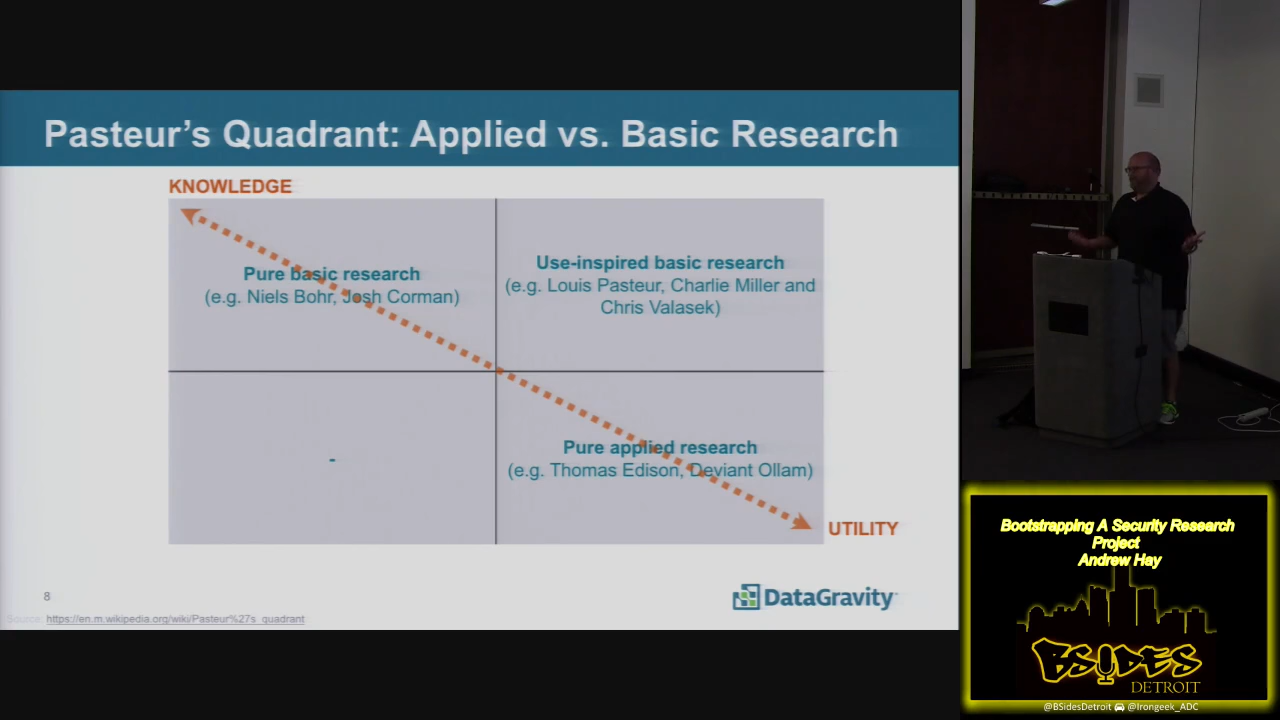 Pasteur's Quadrant: Applied vs. Basic Research
KNOWLEDGE
Pure basic research
(e.g. Niels Bohr, Josh Corman)
Use-inspired basic research
(e.g. Louis Pasteur, Charlie Miller and
Chris Valasek)
-
Pure applied research
(e.g. Thomas Edison, Deviant Ollam)
UTILITY
8
DataGravity
Source: https://en.m.wikipedia.org/wiki/Pasteur%27s_quadrant
Bootstrapping A Security Research
Project
Andrew Hay
BSIDES
DETROIT
@BSidesDetroit @Irongeek_ADC